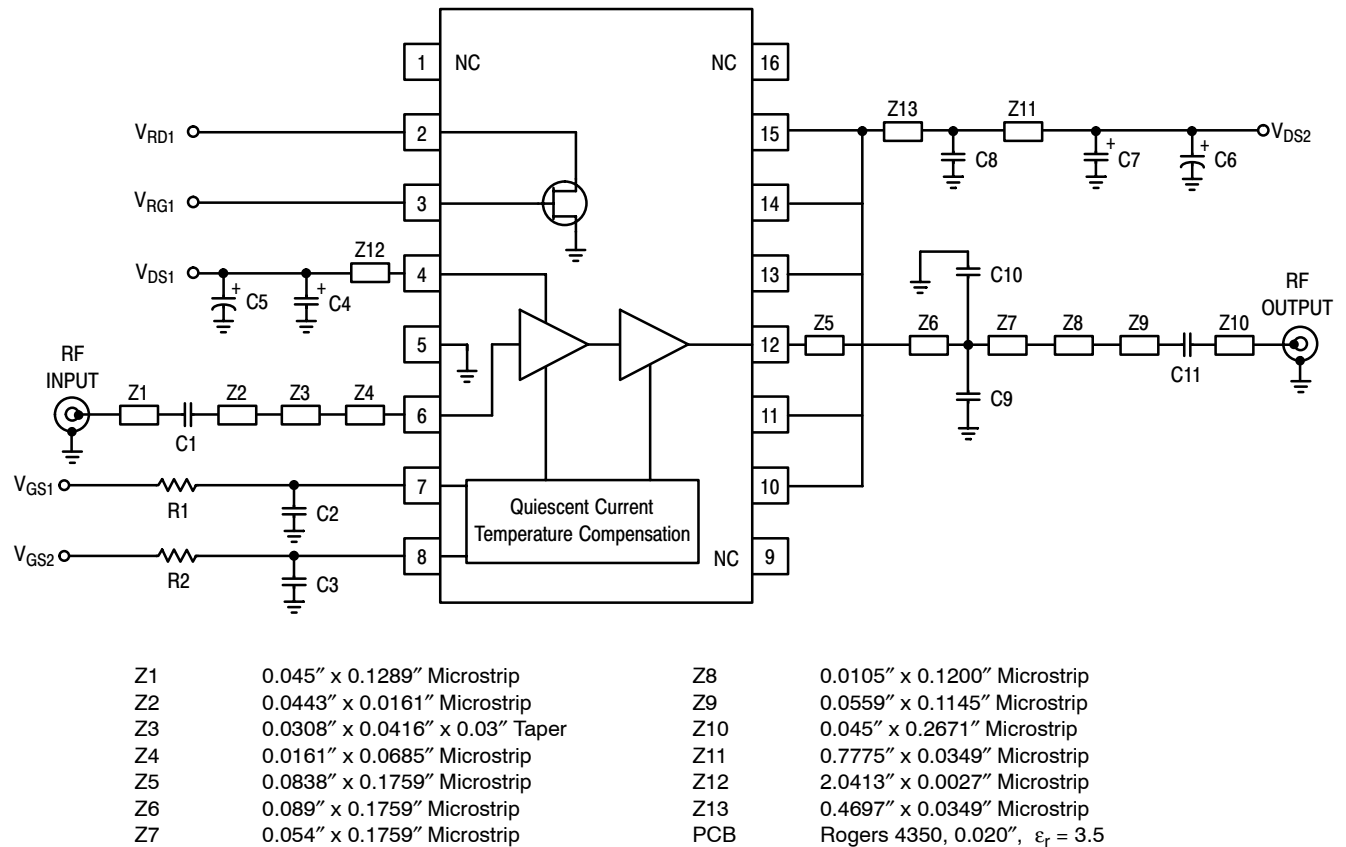 1 NC NC 16
Z13 Z11
V_RD1 2 15 V_DS2
C8 + C7 + C6
V_RG1 3 14
Z12
V_DS1 4 13 C10
+ C5 + C4
RF
OUTPUT
5 12 Z5 Z6 Z7 Z8 Z9 Z10
RF
INPUT
C11
Z1 Z2 Z3 Z4 C9
6 11
C1
V_GS1 7 10
R1 C2
Quiescent Current
Temperature Compensation
V_GS2 8 NC 9
R2 C3
Z1 0.045″ x 0.1289″ Microstrip
Z2 0.0443″ x 0.0161″ Microstrip
Z3 0.0308″ x 0.0416″ x 0.03″ Taper
Z4 0.0161″ x 0.0685″ Microstrip
Z5 0.0838″ x 0.1759″ Microstrip
Z6 0.089″ x 0.1759″ Microstrip
Z7 0.054″ x 0.1759″ Microstrip
Z8 0.0105″ x 0.1200″ Microstrip
Z9 0.0559″ x 0.1145″ Microstrip
Z10 0.045″ x 0.2671″ Microstrip
Z11 0.7775″ x 0.0349″ Microstrip
Z12 2.0413″ x 0.0027″ Microstrip
Z13 0.4697″ x 0.0349″ Microstrip
PCB Rogers 4350, 0.020″, ε_r = 3.5